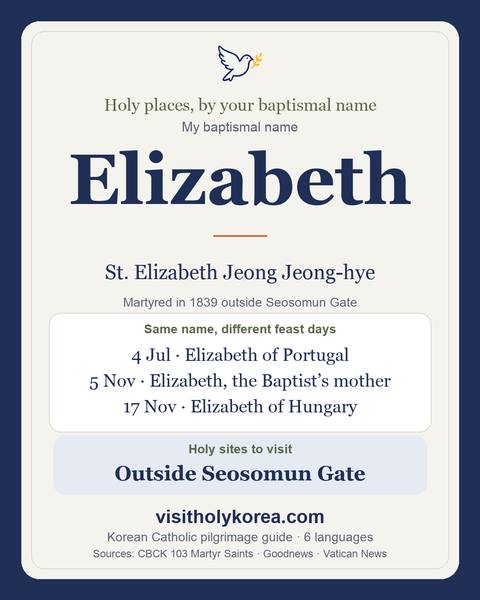 Holy places, by your baptismal name
My baptismal name
Elizabeth
St. Elizabeth Jeong Jeong-hye
Martyred in 1839 outside Seosomun Gate
Same name, different feast days
4 Jul · Elizabeth of Portugal
5 Nov · Elizabeth, the Baptist’s mother
17 Nov · Elizabeth of Hungary
Holy sites to visit
Outside Seosomun Gate
visitholykorea.com
Korean Catholic pilgrimage guide · 6 languages
Sources: CBCK 103 Martyr Saints · Goodnews · Vatican News